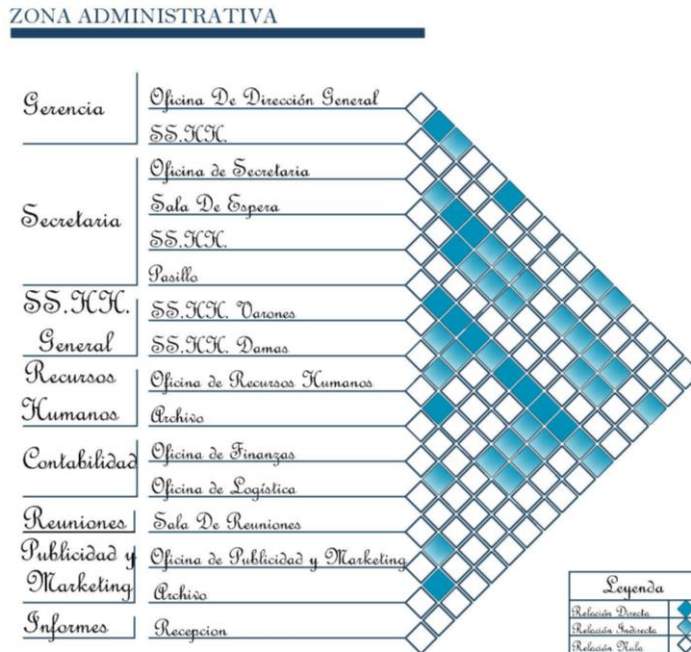 ZONA ADMINISTRATIVA
Gerencia
Oficina De Dirección General
SS.HH.
Secretaria
Oficina de Secretaria
Sala De Espera
SS.HH.
Pasillo
SS.HH.
General
SS.HH. Varones
SS.HH. Damas
Recursos
Humanos
Oficina de Recursos Humanos
Archivo
Contabilidad
Oficina de Finanzas
Oficina de Logística
Reuniones
Sala De Reuniones
Publicidad y
Marketing
Oficina de Publicidad y Marketing
Archivo
Informes
Recepcion
Leyenda
Relación Directa
Relación Indirecta
Relación Nula